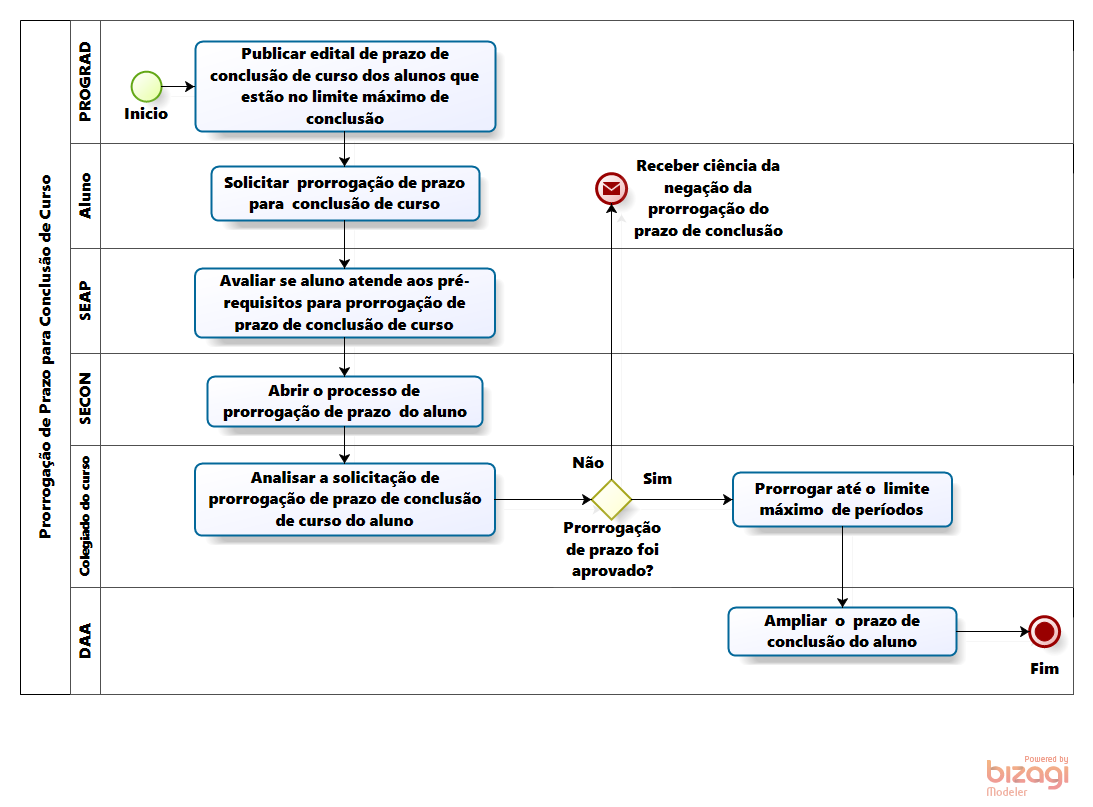 Prorrogação de Prazo para Conclusão de Curso
PROGRAD
Inicio
Publicar edital de prazo de
conclusão de curso dos alunos que
estão no limite máximo de
conclusão
Aluno
Solicitar prorrogação de prazo
para conclusão de curso
Receber ciência da
negação da
prorrogação do
prazo de conclusão
SEAP
Avaliar se aluno atende aos pré-
requisitos para prorrogação de
prazo de conclusão de curso
SECON
Abrir o processo de
prorrogação de prazo do aluno
Colegiado do curso
Analisar a solicitação de
prorrogação de prazo de conclusão
de curso do aluno
Não
Sim
Prorrogação
de prazo foi
aprovado?
Prorrogar até o limite
máximo de períodos
DAA
Ampliar o prazo de
conclusão do aluno
Fim
Powered by
bizagi
Modeler